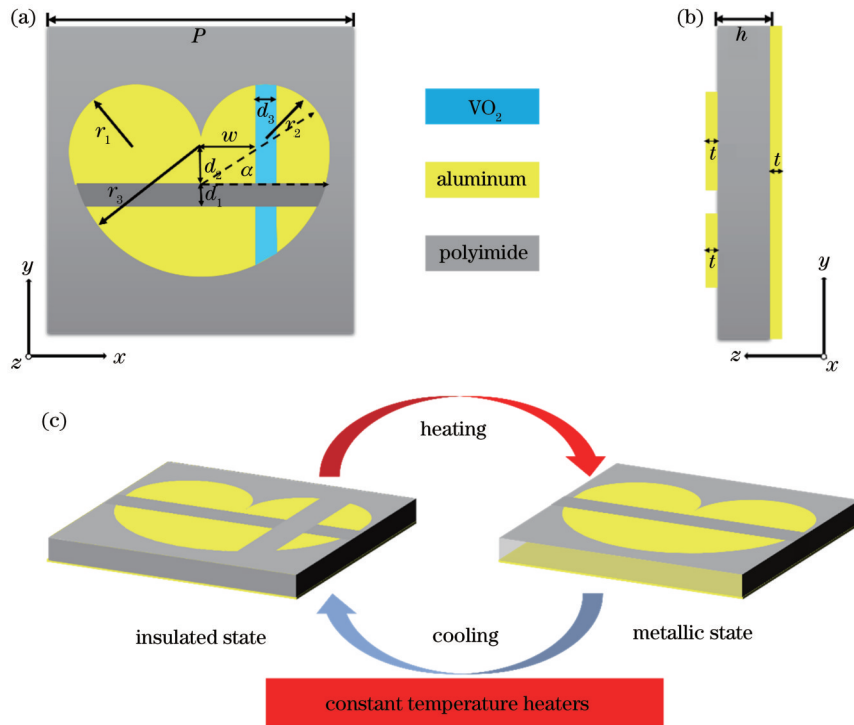 (a)
P
r₁
r₂
r₃
w
d₃
d₂
α
d₁
y
z
x
VO₂
aluminum
polyimide
(b)
h
t
t
t
y
z
x
(c)
heating
insulated state
cooling
metallic state
constant temperature heaters